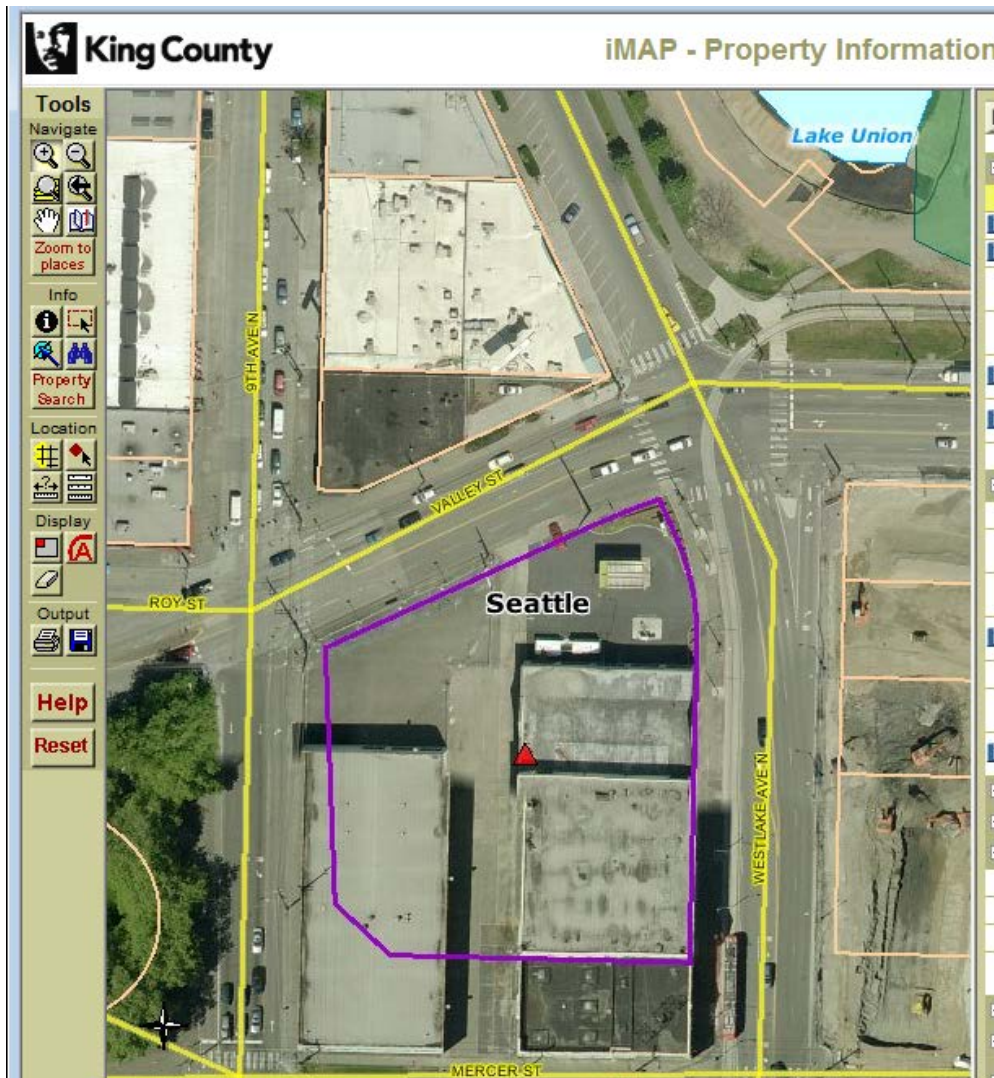 King County
iMAP - Property Information
Tools
Navigate
Zoom to
places
Info
Property
Search
Location
Display
Output
Help
Reset
Lake Union
9TH AVE N
VALLEY ST
ROY ST
Seattle
WESTLAKE AVE N
MERCER ST